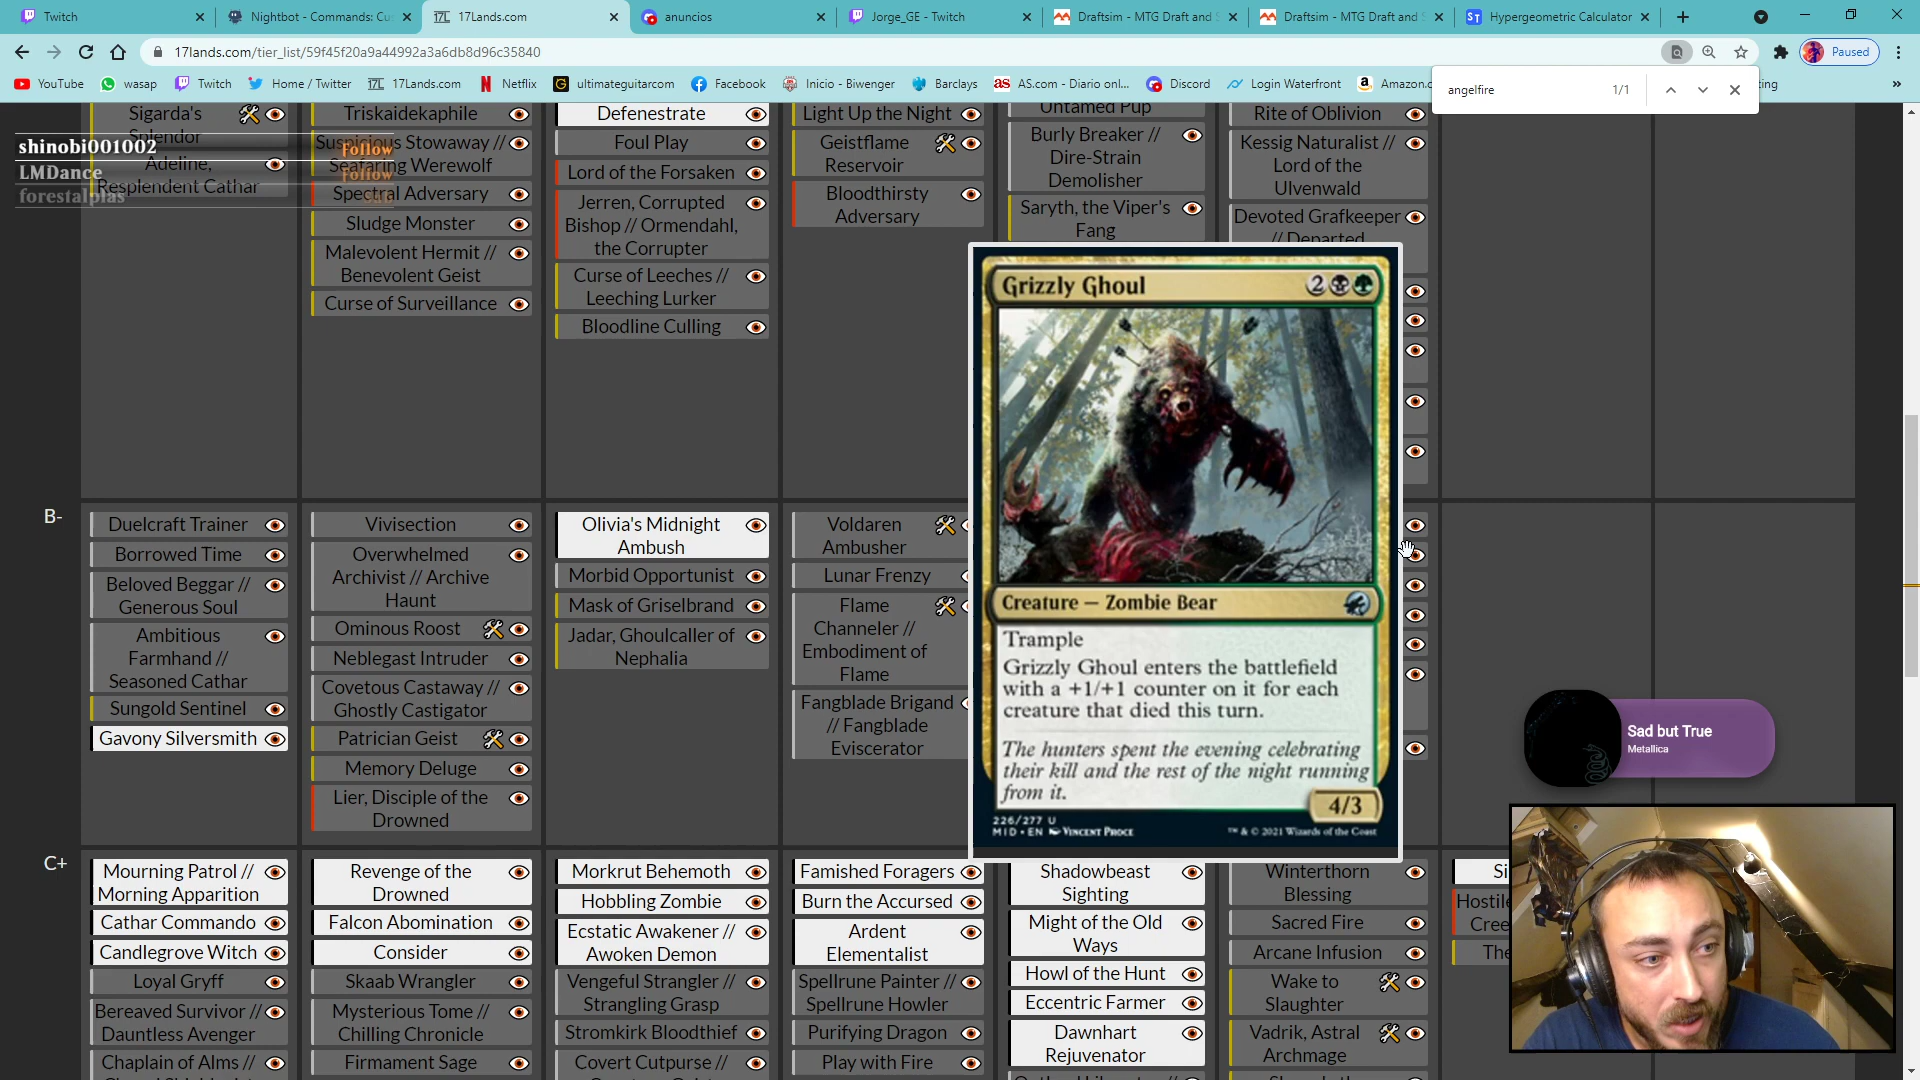 Twitch
Nightbot - Commands: Cu
17Lands.com
anuncios
Jorge_GE - Twitch
Draftsim - MTG Draft and S
Draftsim - MTG Draft and S
Hypergeometric Calculator
17lands.com/tier_list/59f45f20a9a44992a3a6db8d96c35840
Paused
YouTube
wasap
Twitch
Home / Twitter
17Lands.com
Netflix
ultimateguitarcom
Facebook
Inicio - Biwenger
Barclays
AS.com - Diario onl...
Discord
Login Waterfront
Amazon.c
angelfire
1/1
Sigarda's
Splendor
Adeline,
Resplendent Cathar
shinobi001002
Follow
LMDance
Follow
forestalplas
Triskaidekaphile
Suspicious Stowaway //
Seafaring Werewolf
Spectral Adversary
Sludge Monster
Malevolent Hermit //
Benevolent Geist
Curse of Surveillance
Defenestrate
Foul Play
Lord of the Forsaken
Jerren, Corrupted
Bishop // Ormendahl,
the Corrupter
Curse of Leeches //
Leeching Lurker
Bloodline Culling
Light Up the Night
Geistflame
Reservoir
Bloodthirsty
Adversary
Untamed Pup
Burly Breaker //
Dire-Strain
Demolisher
Saryth, the Viper's
Fang
Rite of Oblivion
Kessig Naturalist //
Lord of the
Ulvenwald
Devoted Grafkeeper
// Departed
Grizzly Ghoul
2
Creature — Zombie Bear
Trample
Grizzly Ghoul enters the battlefield
with a +1/+1 counter on it for each
creature that died this turn.
The hunters spent the evening celebrating
their kill and the rest of the night running
from it.
4/3
226/277 U
MID • EN Vincent Proce
™ & © 2021 Wizards of the Coast
B-
Duelcraft Trainer
Borrowed Time
Beloved Beggar //
Generous Soul
Ambitious
Farmhand //
Seasoned Cathar
Sungold Sentinel
Gavony Silversmith
Vivisection
Overwhelmed
Archivist // Archive
Haunt
Ominous Roost
Neblegast Intruder
Covetous Castaway //
Ghostly Castigator
Patrician Geist
Memory Deluge
Lier, Disciple of the
Drowned
Olivia's Midnight
Ambush
Morbid Opportunist
Mask of Griselbrand
Jadar, Ghoulcaller of
Nephalia
Voldaren
Ambusher
Lunar Frenzy
Flame
Channeler //
Embodiment of
Flame
Fangblade Brigand
// Fangblade
Eviscerator
Sad but True
Metallica
C+
Mourning Patrol //
Morning Apparition
Cathar Commando
Candlegrove Witch
Loyal Gryff
Bereaved Survivor //
Dauntless Avenger
Chaplain of Alms //
Revenge of the
Drowned
Falcon Abomination
Consider
Skaab Wrangler
Mysterious Tome //
Chilling Chronicle
Firmament Sage
Morkrut Behemoth
Hobbling Zombie
Ecstatic Awakener //
Awoken Demon
Vengeful Strangler //
Strangling Grasp
Stromkirk Bloodthief
Covert Cutpurse //
Famished Foragers
Burn the Accursed
Ardent
Elementalist
Spellrune Painter //
Spellrune Howler
Purifying Dragon
Play with Fire
Shadowbeast
Sighting
Might of the Old
Ways
Howl of the Hunt
Eccentric Farmer
Dawnhart
Rejuvenator
Winterthorn
Blessing
Sacred Fire
Arcane Infusion
Wake to
Slaughter
Vadrik, Astral
Archmage
Si
Hostile
Cree
The